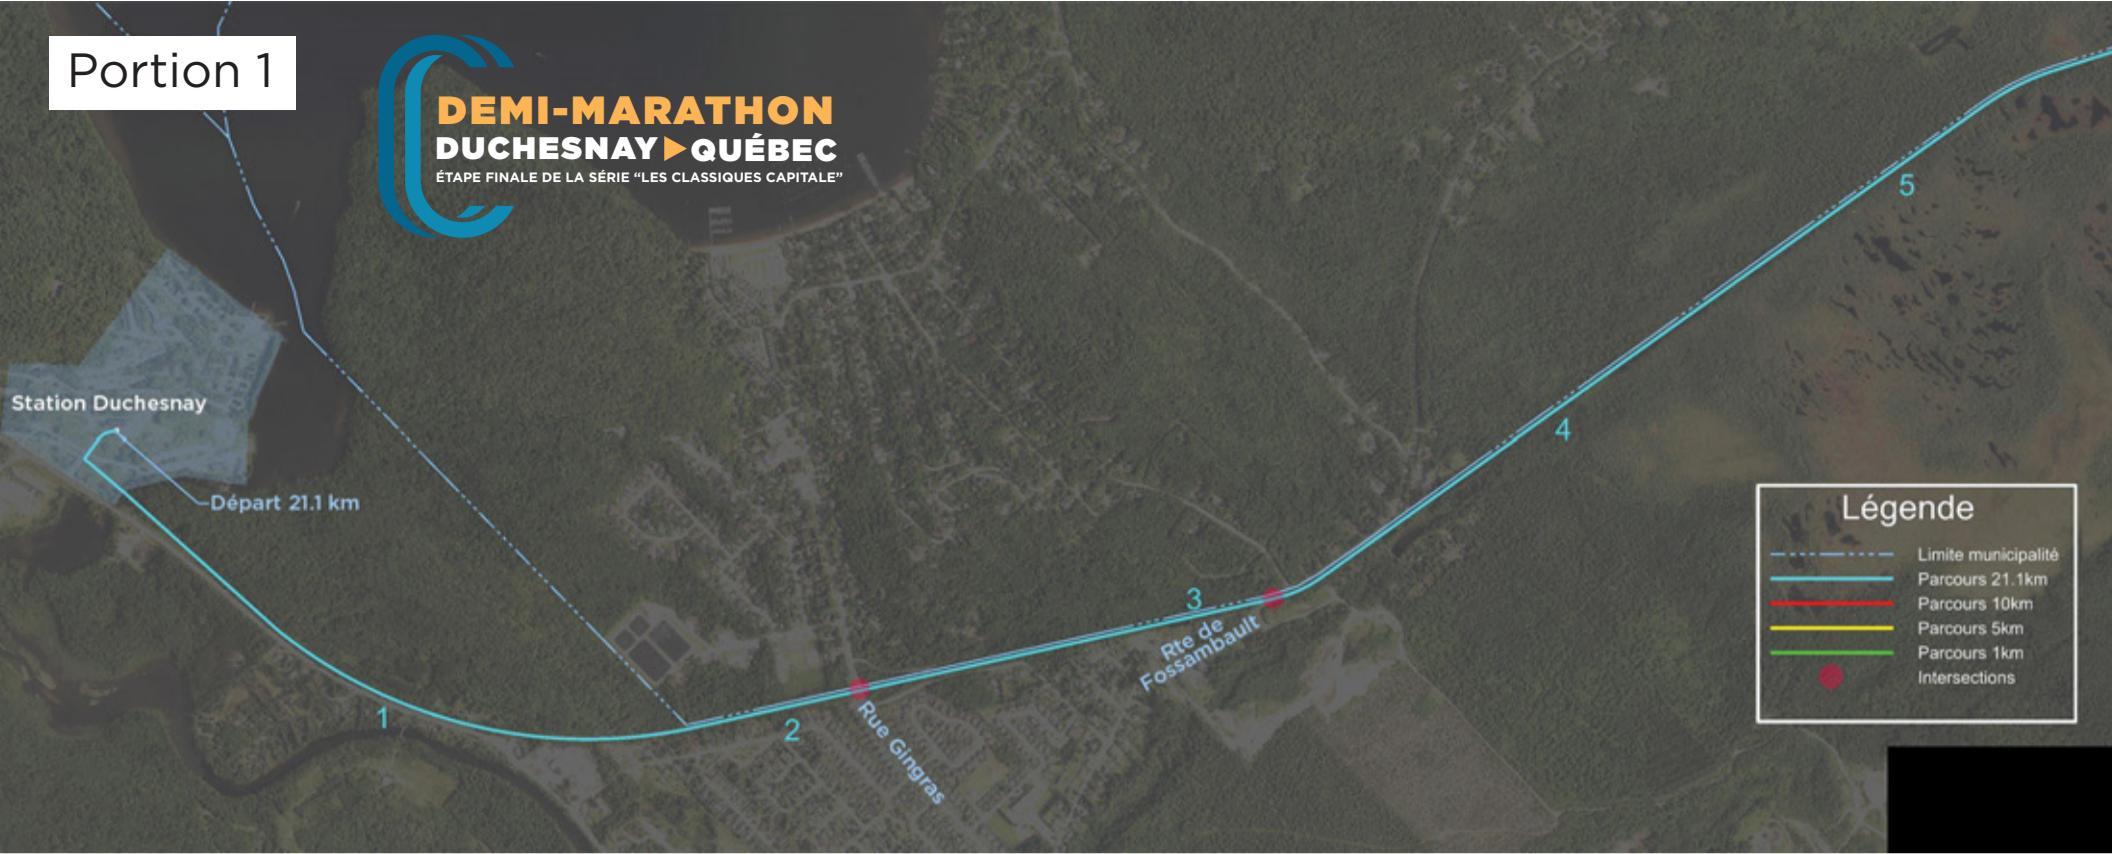 Portion 1
DEMI-MARATHON
DUCHESNAY QUÉBEC
ÉTAPE FINALE DE LA SÉRIE “LES CLASSIQUES CAPITALE”
5
Station Duchesnay
4
Départ 21.1 km
Légende
Limite municipalité
Parcours 21.1km
Parcours 10km
Parcours 5km
Parcours 1km
Intersections
3
Rte de
Fossambault
1
2
Rue Gingras